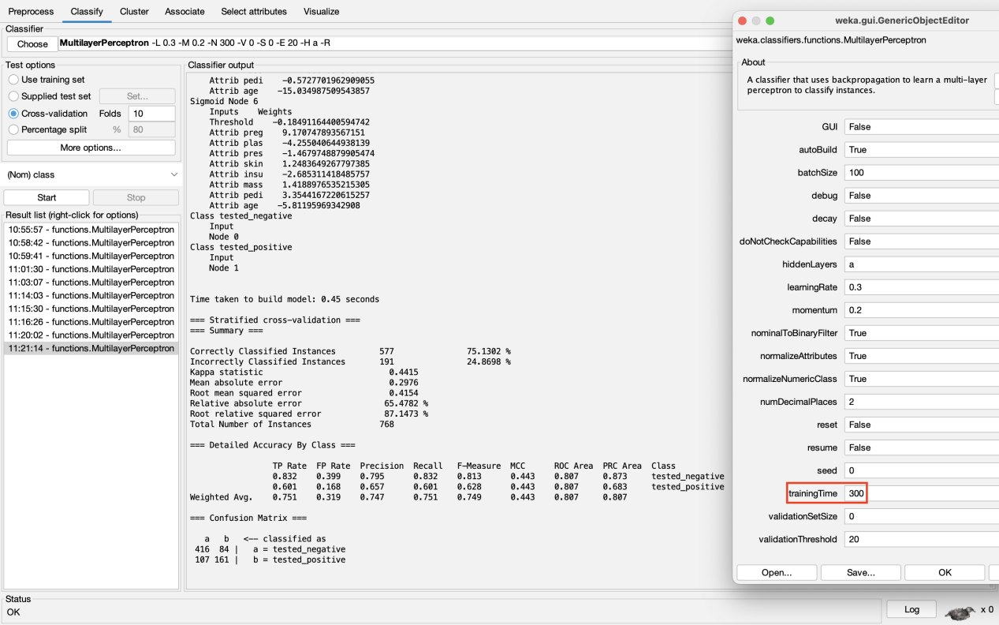 Preprocess Classify Cluster Associate Select attributes Visualize
Classifier
Choose MultilayerPerceptron -L 0.3 -M 0.2 -N 300 -V 0 -S 0 -E 20 -H a -R
Test options
Use training set
Supplied test set Set...
Cross-validation Folds 10
Percentage split % 80
More options...
(Nom) class
Start Stop
Result list (right-click for options)
10:55:57 - functions.MultilayerPerceptron
10:58:42 - functions.MultilayerPerceptron
10:59:41 - functions.MultilayerPerceptron
11:01:30 - functions.MultilayerPerceptron
11:03:07 - functions.MultilayerPerceptron
11:14:03 - functions.MultilayerPerceptron
11:15:30 - functions.MultilayerPerceptron
11:16:26 - functions.MultilayerPerceptron
11:20:02 - functions.MultilayerPerceptron
11:21:14 - functions.MultilayerPerceptron
Classifier output
Attrib pedi -0.5727701962909055
Attrib age -15.034987509543857
Sigmoid Node 6
Inputs Weights
Threshold -0.18491164400594742
Attrib preg 9.170747893567151
Attrib plas -4.255040644938139
Attrib pres -1.4679748879905474
Attrib skin 1.2483649267797385
Attrib insu -2.685311418485757
Attrib mass 1.4188976535215305
Attrib pedi 3.3544167220615257
Attrib age -5.81195969342908
Class tested_negative
Input
Node 0
Class tested_positive
Input
Node 1
Time taken to build model: 0.45 seconds
=== Stratified cross-validation ===
=== Summary ===
Correctly Classified Instances 577 75.1302 %
Incorrectly Classified Instances 191 24.8698 %
Kappa statistic 0.4415
Mean absolute error 0.2976
Root mean squared error 0.4154
Relative absolute error 65.4782 %
Root relative squared error 87.1473 %
Total Number of Instances 768
=== Detailed Accuracy By Class ===
TP Rate FP Rate Precision Recall F-Measure MCC ROC Area PRC Area Class
0.832 0.399 0.795 0.832 0.813 0.443 0.807 0.873 tested_negative
0.601 0.168 0.657 0.601 0.628 0.443 0.807 0.683 tested_positive
Weighted Avg. 0.751 0.319 0.747 0.751 0.749 0.443 0.807 0.807
=== Confusion Matrix ===
a b <-- classified as
416 84 | a = tested_negative
107 161 | b = tested_positive
weka.gui.GenericObjectEditor
weka.classifiers.functions.MultilayerPerceptron
About
A classifier that uses backpropagation to learn a multi-layer
perceptron to classify instances.
GUI False
autoBuild True
batchSize 100
debug False
decay False
doNotCheckCapabilities False
hiddenLayers a
learningRate 0.3
momentum 0.2
nominalToBinaryFilter True
normalizeAttributes True
normalizeNumericClass True
numDecimalPlaces 2
reset False
resume False
seed 0
trainingTime 300
validationSetSize 0
validationThreshold 20
Open... Save... OK
Status
OK
Log x 0